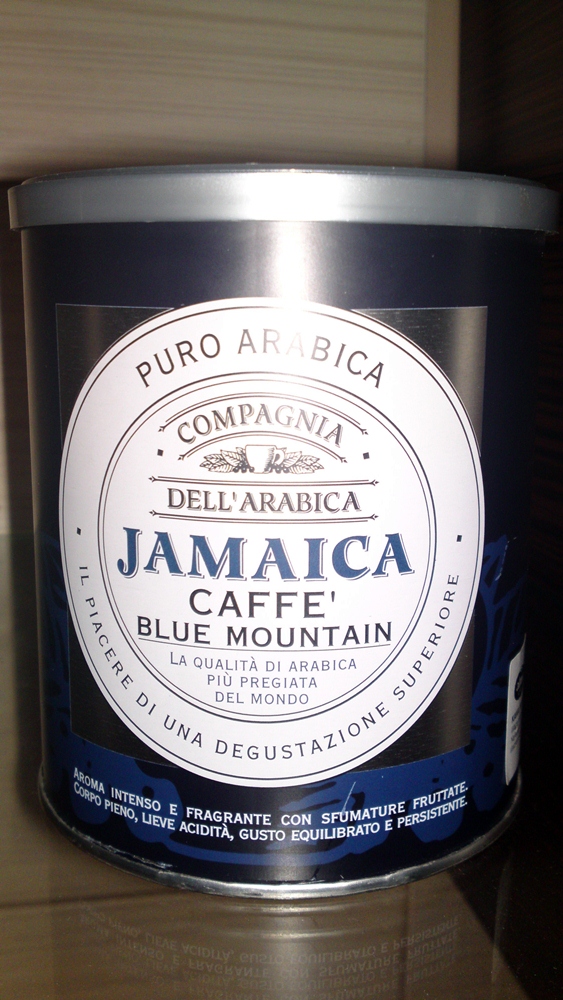 PURO ARABICA
COMPAGNIA
DELL'ARABICA
JAMAICA
CAFFE'
BLUE MOUNTAIN
LA QUALITÀ DI ARABICA
PIÙ PREGIATA
DEL MONDO
IL PIACERE DI UNA DEGUSTAZIONE SUPERIORE
AROMA INTENSO E FRAGRANTE CON SFUMATURE FRUTTATE.
CORPO PIENO, LIEVE ACIDITÀ, GUSTO EQUILIBRATO E PERSISTENTE.